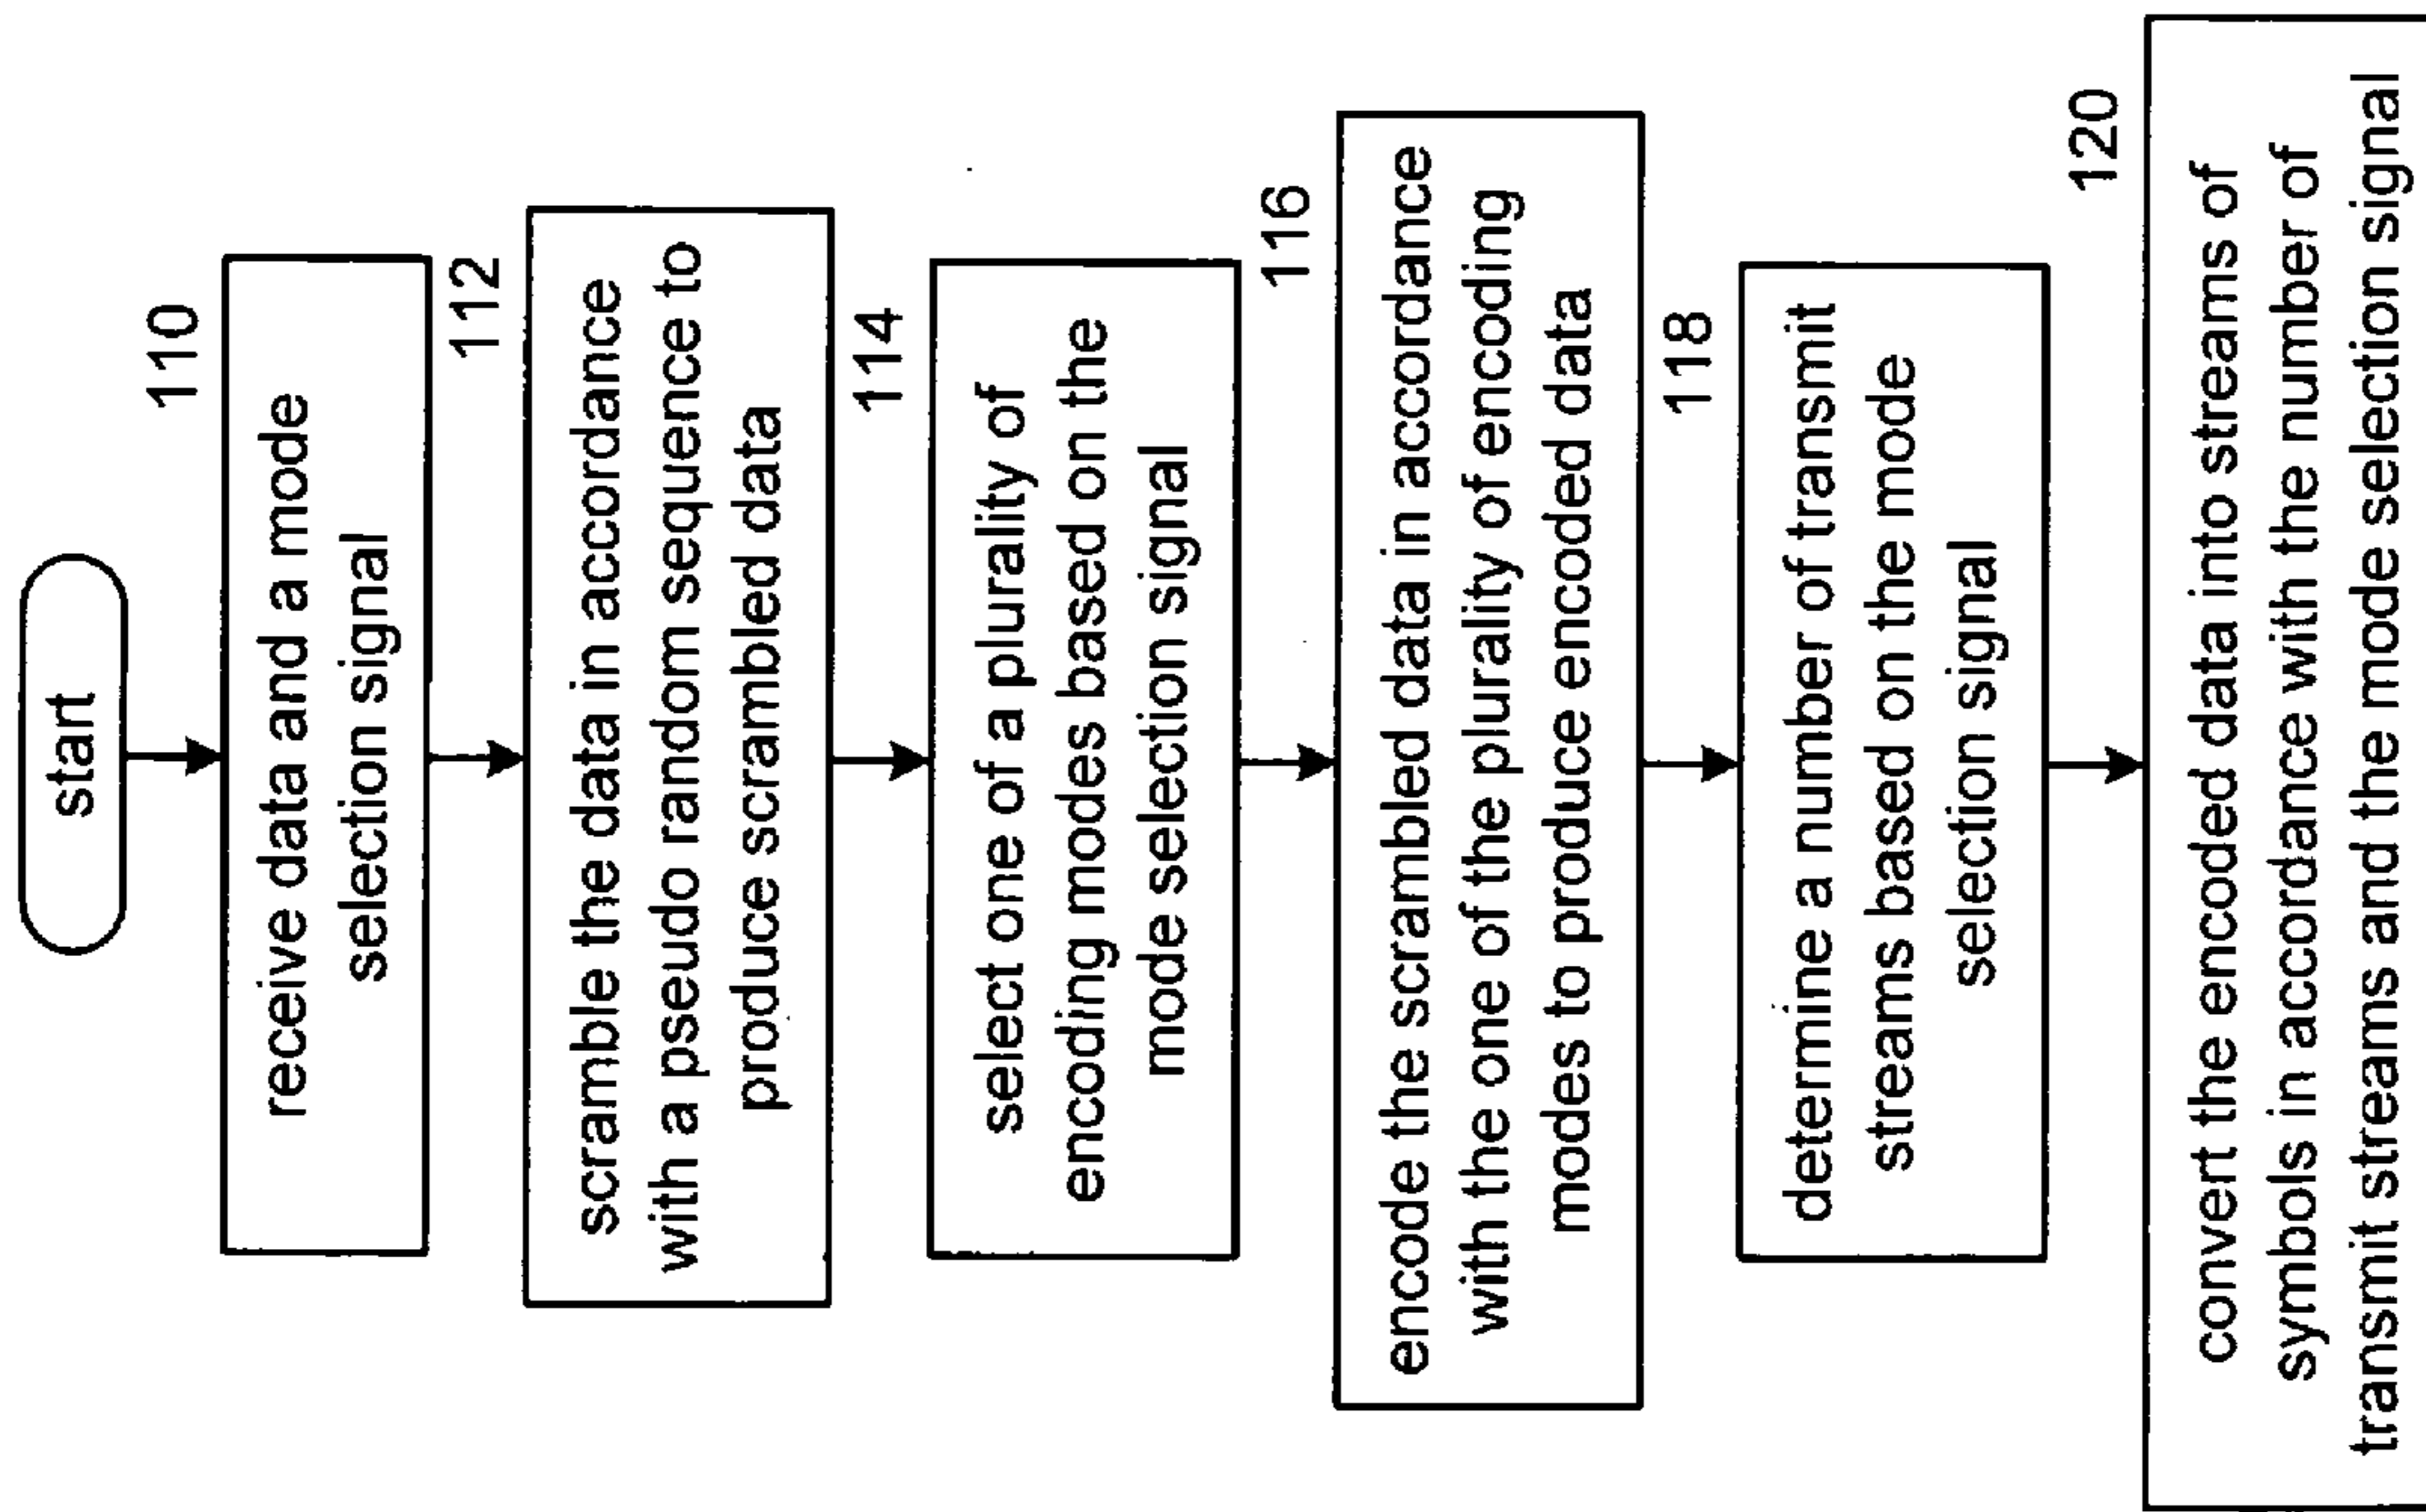 start
110
receive data and a mode
selection signal
112
scramble the data in accordance
with a pseudo random sequence to
produce scrambled data
114
select one of a plurality of
encoding modes based on the
mode selection signal
116
encode the scrambled data in accordance
with the one of the plurality of encoding
modes to produce encoded data
118
determine a number of transmit
streams based on the mode
selection signal
120
convert the encoded data into streams of
symbols in accordance with the number of
transmit streams and the mode selection signal